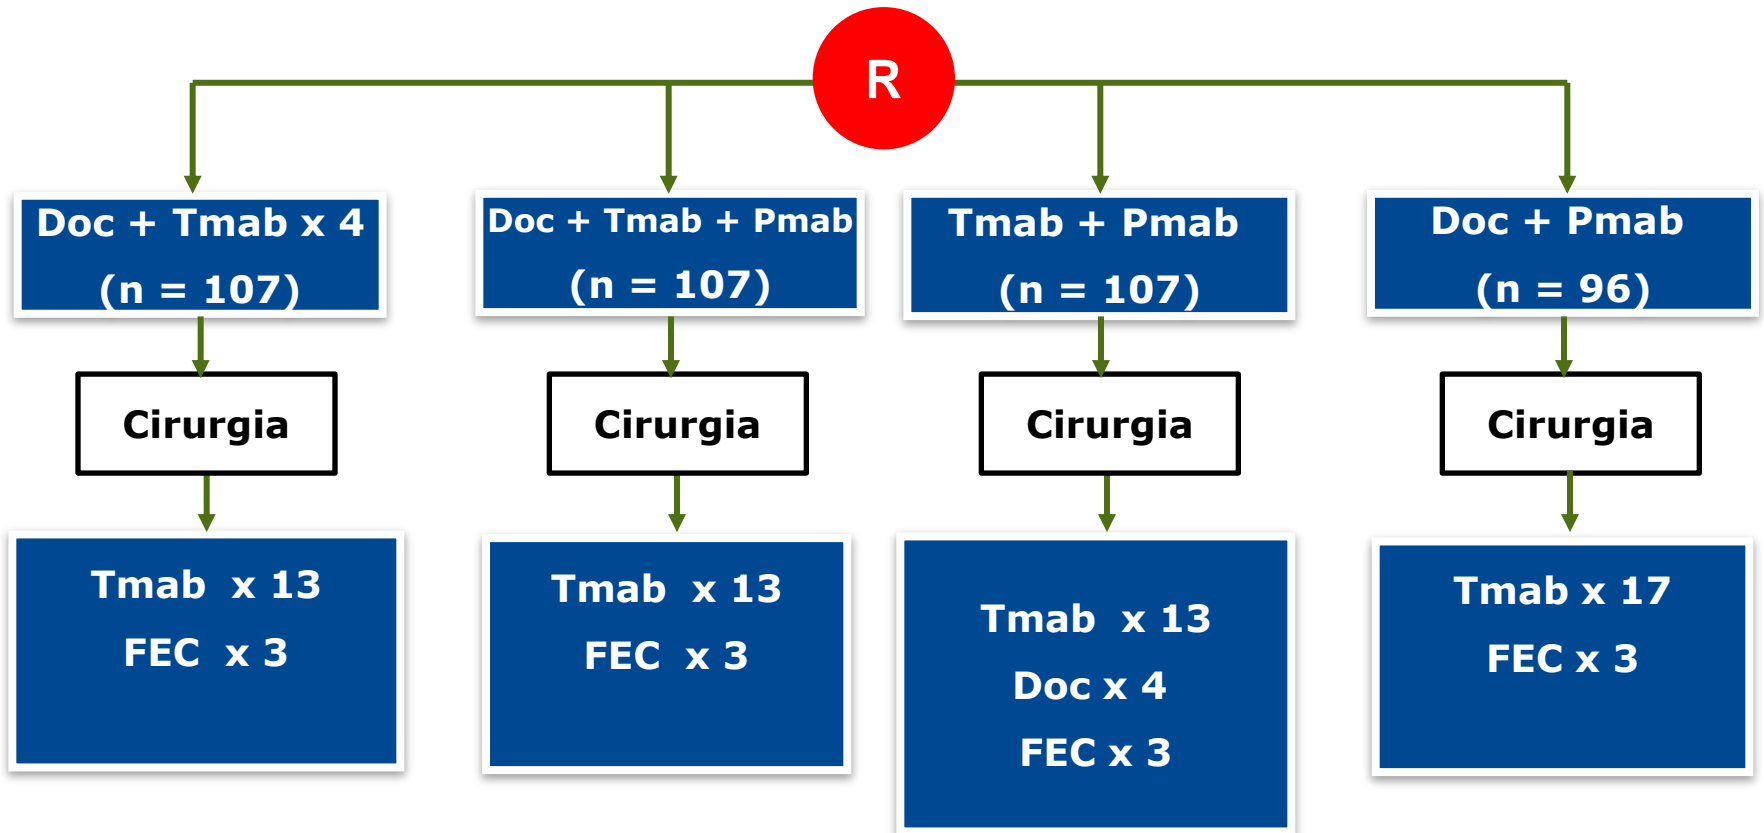 R
Doc + Tmab x 4
(n = 107)
Doc + Tmab + Pmab
(n = 107)
Tmab + Pmab
(n = 107)
Doc + Pmab
(n = 96)
Cirurgia
Cirurgia
Cirurgia
Cirurgia
Tmab x 13
FEC x 3
Tmab x 13
FEC x 3
Tmab x 13
Doc x 4
FEC x 3
Tmab x 17
FEC x 3